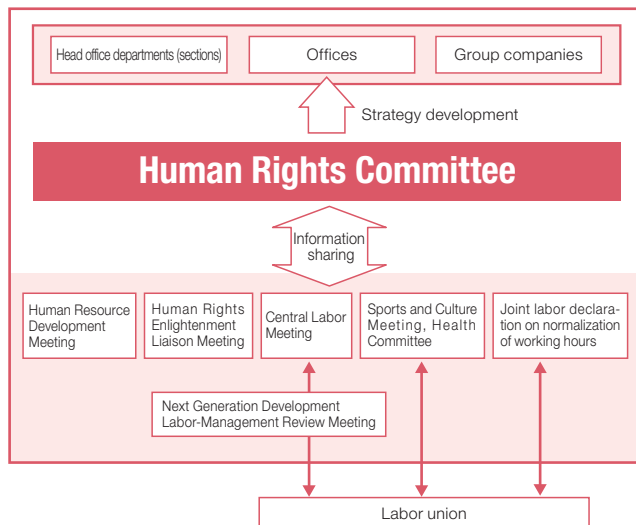 Head office departments (sections)
Offices
Group companies
Strategy development
Human Rights Committee
Information
sharing
Human Resource
Development
Meeting
Human Rights
Enlightenment
Liaison Meeting
Central Labor
Meeting
Sports and Culture
Meeting, Health
Committee
Joint labor declara-
tion on normalization
of working hours
Next Generation Development
Labor-Management Review Meeting
Labor union